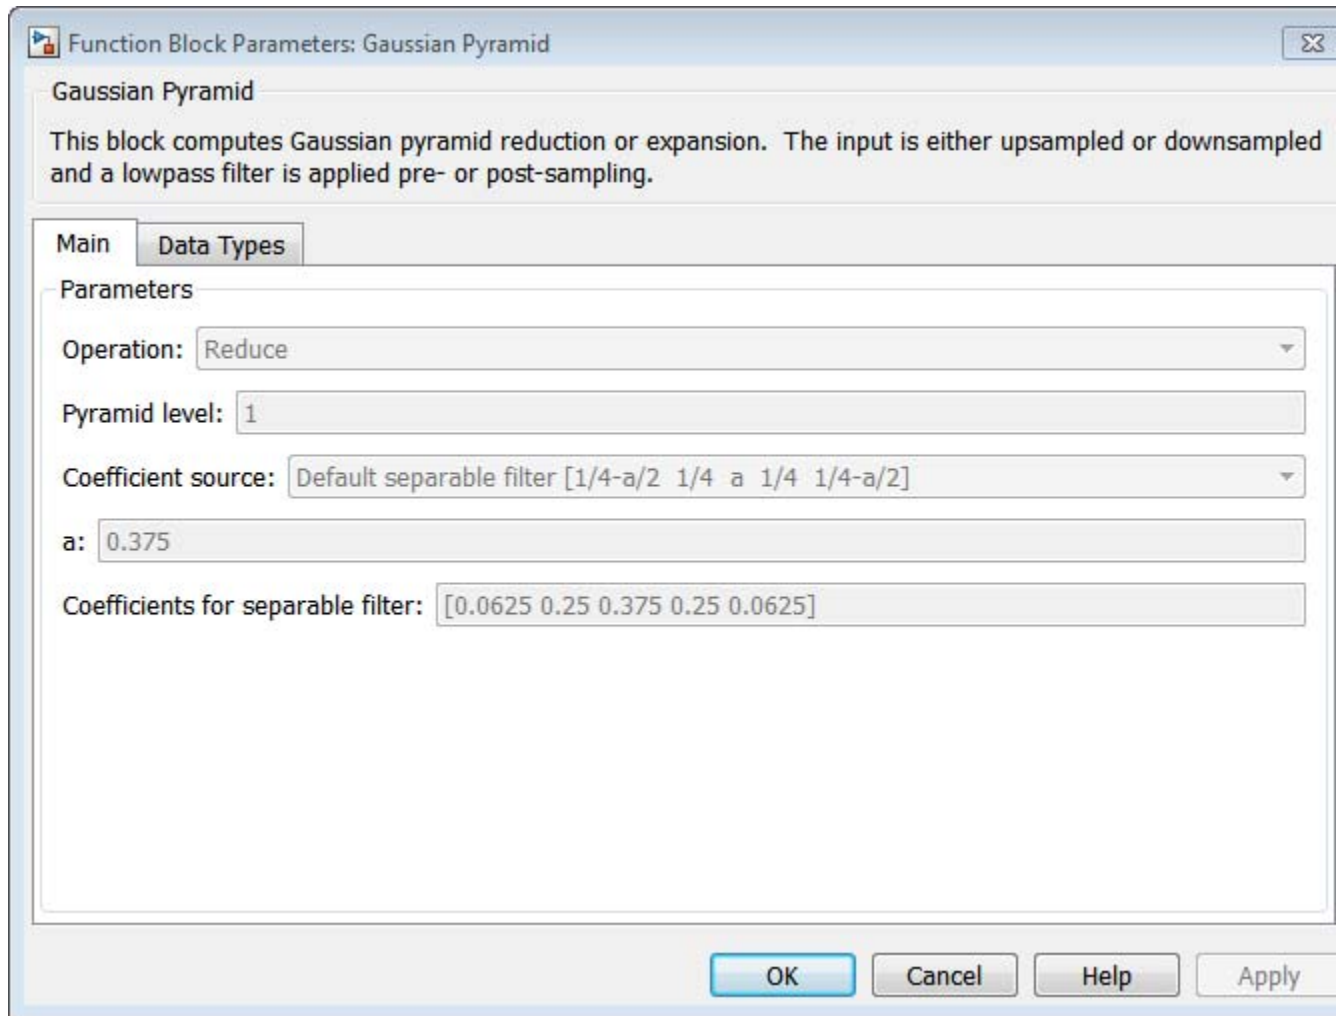 Function Block Parameters: Gaussian Pyramid
Gaussian Pyramid
This block computes Gaussian pyramid reduction or expansion.  The input is either upsampled or downsampled
and a lowpass filter is applied pre- or post-sampling.
Main Data Types
Parameters
Operation: Reduce
Pyramid level: 1
Coefficient source: Default separable filter [1/4-a/2  1/4  a  1/4  1/4-a/2]
a: 0.375
Coefficients for separable filter: [0.0625 0.25 0.375 0.25 0.0625]
OK Cancel Help Apply